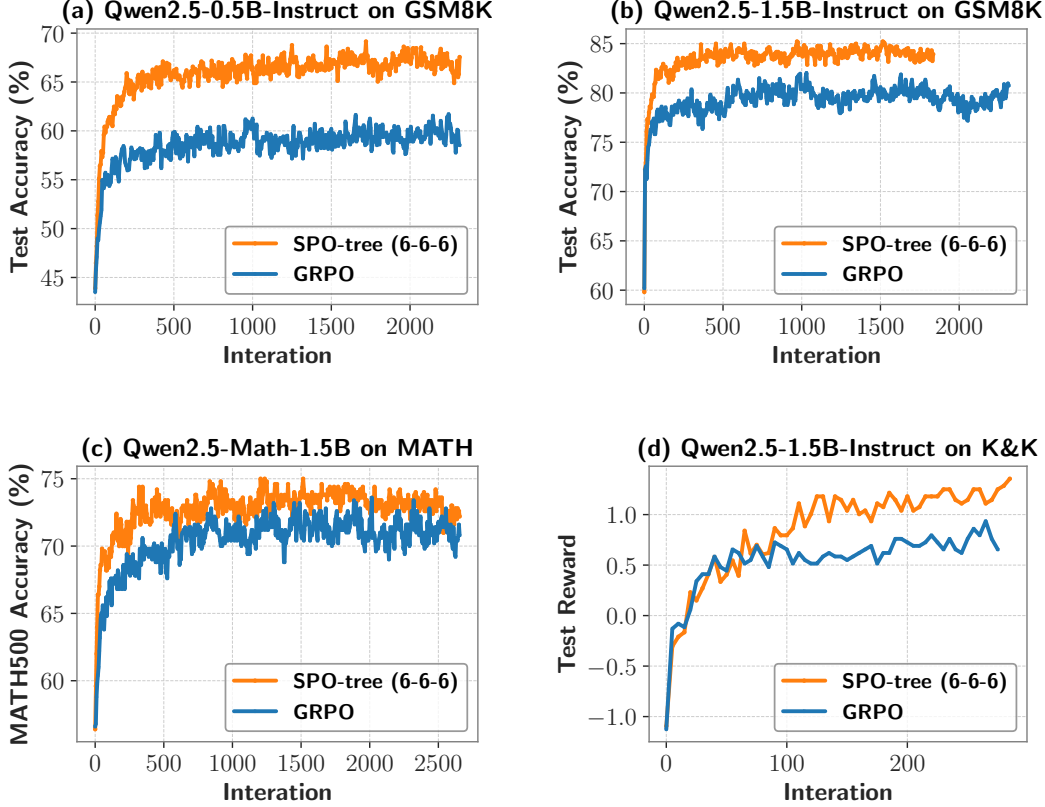 (a) Qwen2.5-0.5B-Instruct on GSM8K
70
65
60
55
50
45
Test Accuracy (%)
SPO-tree (6-6-6)
GRPO
0 500 1000 1500 2000
Interation
(b) Qwen2.5-1.5B-Instruct on GSM8K
85
80
75
70
65
60
Test Accuracy (%)
SPO-tree (6-6-6)
GRPO
0 500 1000 1500 2000
Interation
(c) Qwen2.5-Math-1.5B on MATH
75
70
65
60
MATH500 Accuracy (%)
SPO-tree (6-6-6)
GRPO
0 500 1000 1500 2000 2500
Interation
(d) Qwen2.5-1.5B-Instruct on K&K
1.0
0.5
0.0
−0.5
−1.0
Test Reward
SPO-tree (6-6-6)
GRPO
0 100 200
Interation